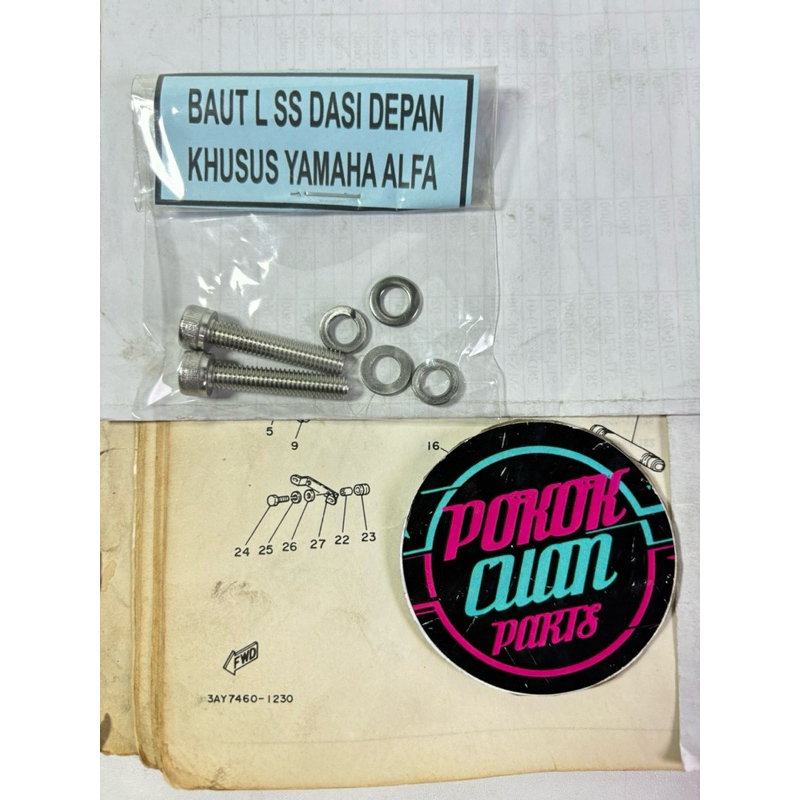 BAUT L SS DASI DEPAN
KHUSUS YAMAHA ALFA
5
9
16
24 25 26 27 22 23
FWD
3AY7460-1230
POKOK
CUAN
PARTS